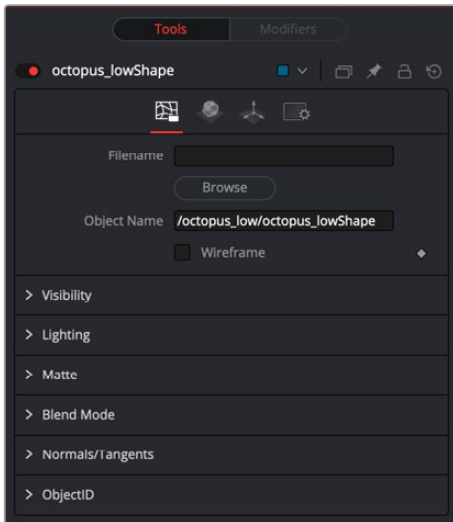 Tools Modifiers
octopus_lowShape
Filename
Browse
Object Name /octopus_low/octopus_lowShape
Wireframe
Visibility
Lighting
Matte
Blend Mode
Normals/Tangents
ObjectID